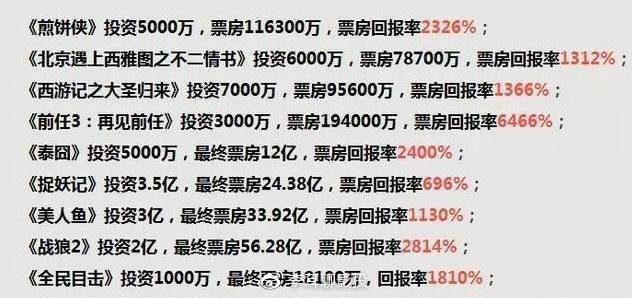 《煎饼侠》投资5000万，票房116300万，票房回报率2326%；
《北京遇上西雅图之不二情书》投资6000万，票房78700万，票房回报率1312%；
《西游记之大圣归来》投资7000万，票房95600万，票房回报率1366%；
《前任3：再见前任》投资3000万，票房194000万，票房回报率6466%；
《泰囧》投资5000万，最终票房12亿，票房回报率2400%；
《捉妖记》投资3.5亿，最终票房24.38亿，票房回报率696%；
《美人鱼》投资3亿，最终票房33.92亿，票房回报率1130%；
《战狼2》投资2亿，最终票房56.28亿，票房回报率2814%；
《全民目击》投资1000万，最终票房18100万，回报率1810%；